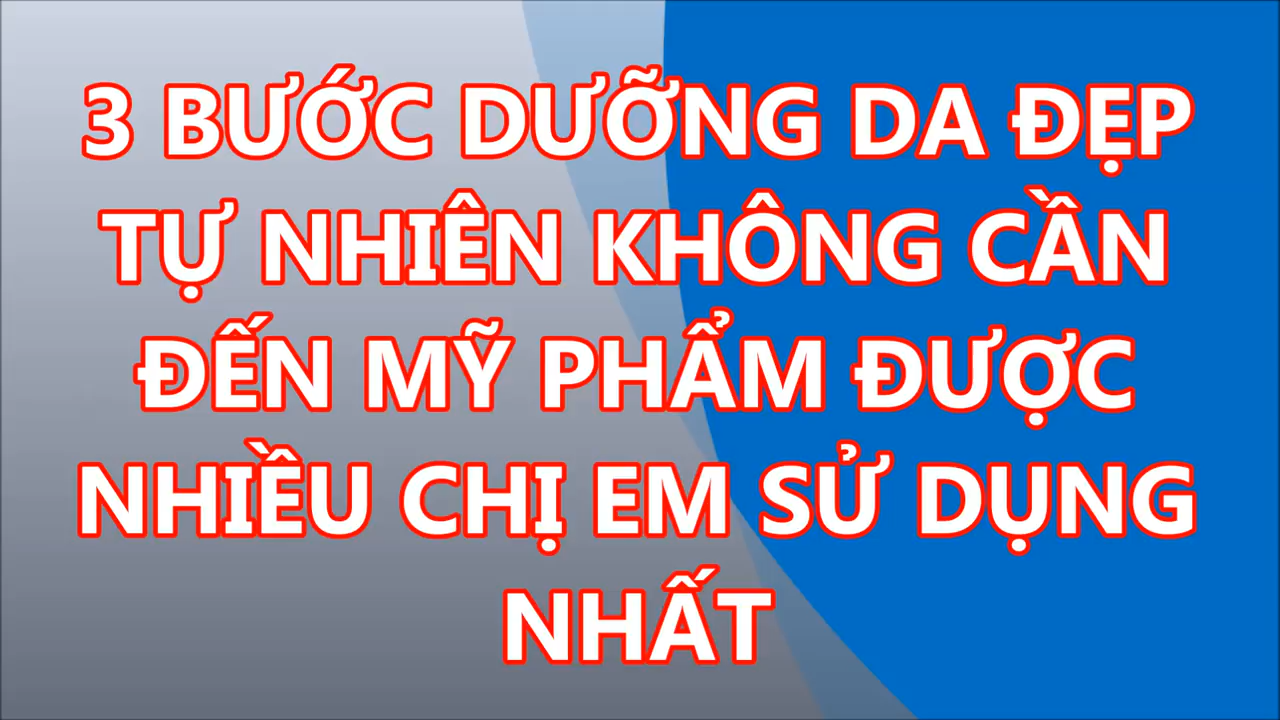 3 BƯỚC DƯỠNG DA ĐẸP
TỰ NHIÊN KHÔNG CẦN
ĐẾN MỸ PHẨM ĐƯỢC
NHIỀU CHỊ EM SỬ DỤNG
NHẤT